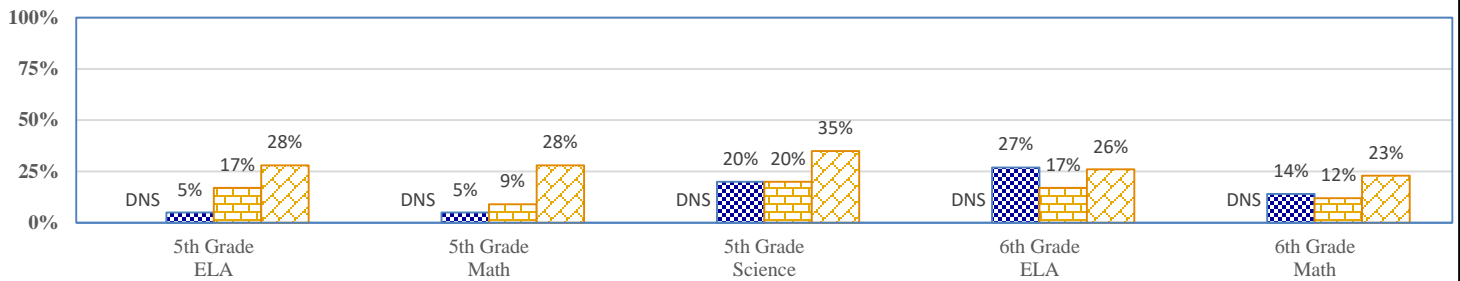 100%
75%
50%
25%
0%
DNS 5% 17% 28%
DNS 5% 9% 28%
DNS 20% 20% 35%
DNS 27% 17% 26%
DNS 14% 12% 23%
5th Grade
ELA
5th Grade
Math
5th Grade
Science
6th Grade
ELA
6th Grade
Math